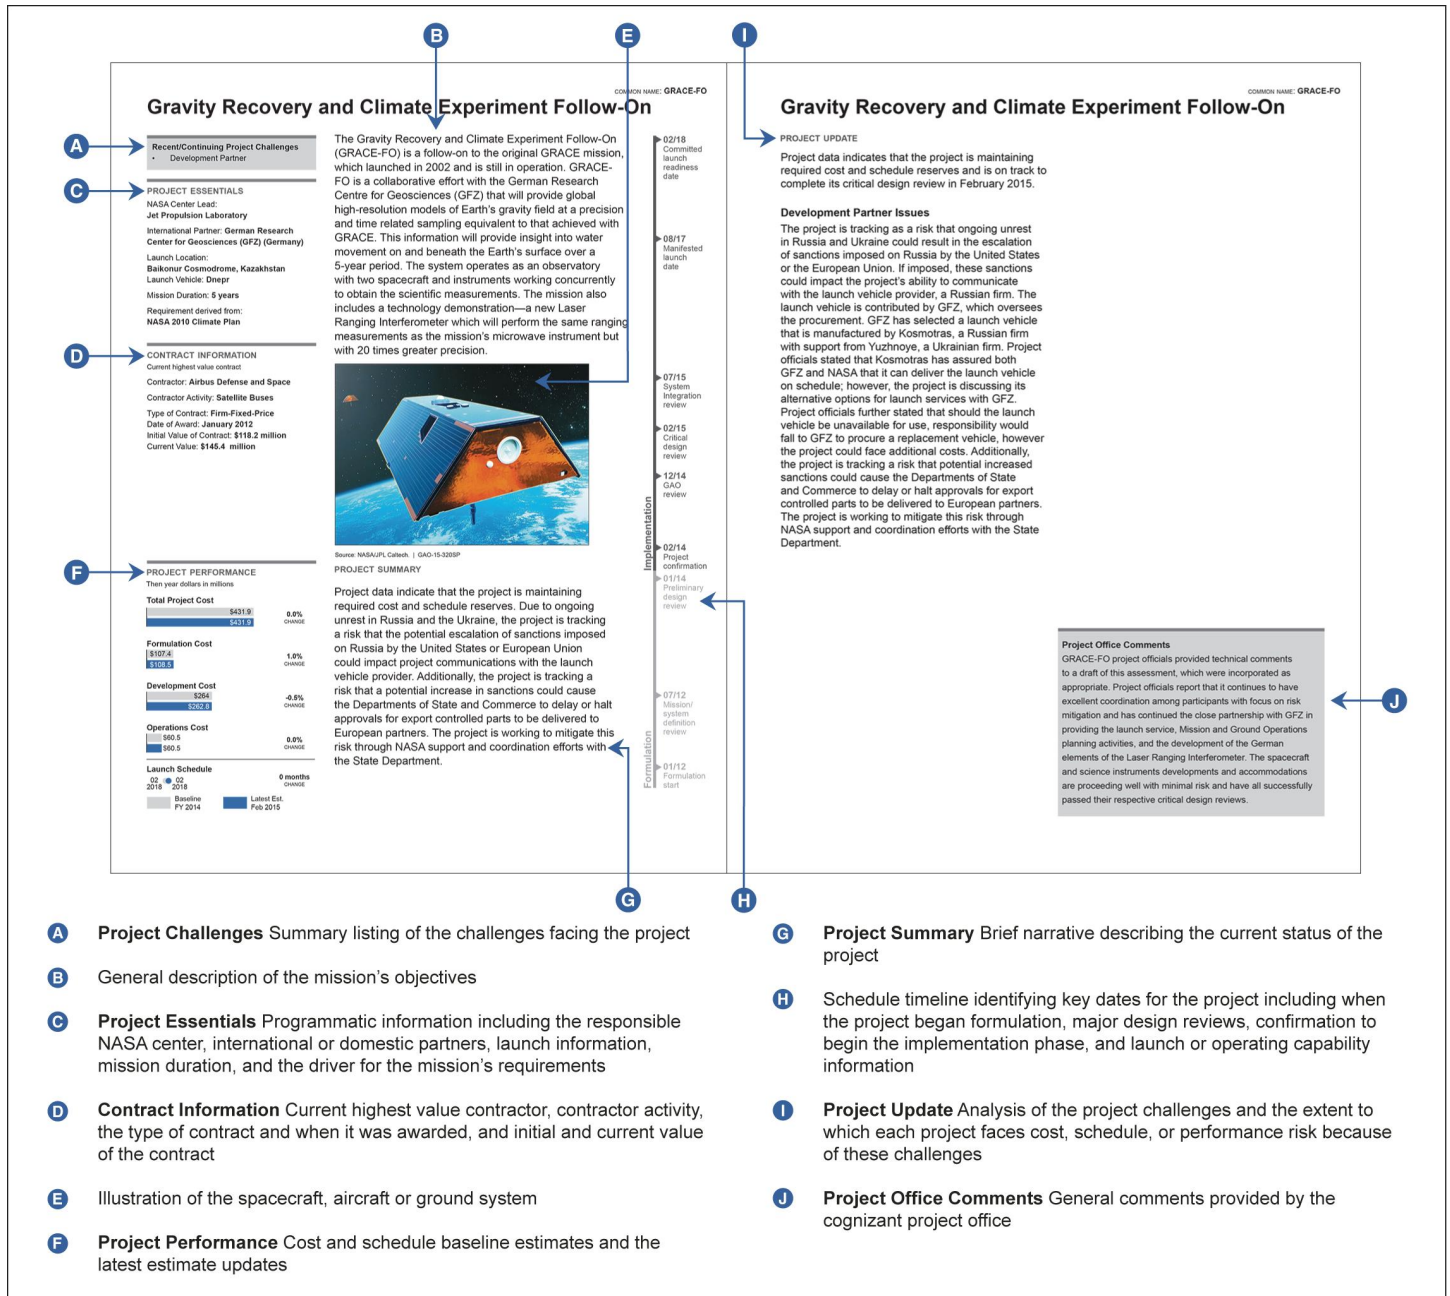 B
E
I
COMMON NAME: GRACE-FO
Gravity Recovery and Climate Experiment Follow-On
A
Recent/Continuing Project Challenges
• Development Partner
C
PROJECT ESSENTIALS
NASA Center Lead:
Jet Propulsion Laboratory
International Partner: German Research
Center for Geosciences (GFZ) (Germany)
Launch Location:
Baikonur Cosmodrome, Kazakhstan
Launch Vehicle: Dnepr
Mission Duration: 5 years
Requirement derived from:
NASA 2010 Climate Plan
D
CONTRACT INFORMATION
Current highest value contract
Contractor: Airbus Defense and Space
Contractor Activity: Satellite Buses
Type of Contract: Firm-Fixed-Price
Date of Award: January 2012
Initial Value of Contract: $118.2 million
Current Value: $145.4 million
F
PROJECT PERFORMANCE
Then year dollars in millions
Total Project Cost
$431.9
$431.9
0.0%
CHANGE
Formulation Cost
$107.4
$108.5
1.0%
CHANGE
Development Cost
$264
$262.8
-0.5%
CHANGE
Operations Cost
$60.5
$60.5
0.0%
CHANGE
Launch Schedule
02 02
2018 2018
0 months
CHANGE
Baseline
FY 2014
Latest Est.
Feb 2015
The Gravity Recovery and Climate Experiment Follow-On
(GRACE-FO) is a follow-on to the original GRACE mission,
which launched in 2002 and is still in operation. GRACE-
FO is a collaborative effort with the German Research
Centre for Geosciences (GFZ) that will provide global
high-resolution models of Earth's gravity field at a precision
and time related sampling equivalent to that achieved with
GRACE. This information will provide insight into water
movement on and beneath the Earth's surface over a
5-year period. The system operates as an observatory
with two spacecraft and instruments working concurrently
to obtain the scientific measurements. The mission also
includes a technology demonstration—a new Laser
Ranging Interferometer which will perform the same ranging
measurements as the mission's microwave instrument but
with 20 times greater precision.
Source: NASA/JPL Caltech. | GAO-15-320SP
PROJECT SUMMARY
Project data indicate that the project is maintaining
required cost and schedule reserves. Due to ongoing
unrest in Russia and the Ukraine, the project is tracking
a risk that the potential escalation of sanctions imposed
on Russia by the United States or European Union
could impact project communications with the launch
vehicle provider. Additionally, the project is tracking a
risk that a potential increase in sanctions could cause
the Departments of State and Commerce to delay or halt
approvals for export controlled parts to be delivered to
European partners. The project is working to mitigate this
risk through NASA support and coordination efforts with
the State Department.
02/18
Committed
launch
readiness
date
08/17
Manifested
launch
date
07/15
System
Integration
review
02/15
Critical
design
review
12/14
GAO
review
Implementation
02/14
Project
confirmation
01/14
Preliminary
design
review
07/12
Mission/
system
definition
review
Formulation
01/12
Formulation
start
G
H
COMMON NAME: GRACE-FO
Gravity Recovery and Climate Experiment Follow-On
PROJECT UPDATE
Project data indicates that the project is maintaining
required cost and schedule reserves and is on track to
complete its critical design review in February 2015.
Development Partner Issues
The project is tracking as a risk that ongoing unrest
in Russia and Ukraine could result in the escalation
of sanctions imposed on Russia by the United States
or the European Union. If imposed, these sanctions
could impact the project's ability to communicate
with the launch vehicle provider, a Russian firm. The
launch vehicle is contributed by GFZ, which oversees
the procurement. GFZ has selected a launch vehicle
that is manufactured by Kosmotras, a Russian firm
with support from Yuzhnoye, a Ukrainian firm. Project
officials stated that Kosmotras has assured both
GFZ and NASA that it can deliver the launch vehicle
on schedule; however, the project is discussing its
alternative options for launch services with GFZ.
Project officials further stated that should the launch
vehicle be unavailable for use, responsibility would
fall to GFZ to procure a replacement vehicle, however
the project could face additional costs. Additionally,
the project is tracking a risk that potential increased
sanctions could cause the Departments of State
and Commerce to delay or halt approvals for export
controlled parts to be delivered to European partners.
The project is working to mitigate this risk through
NASA support and coordination efforts with the State
Department.
Project Office Comments
GRACE-FO project officials provided technical comments
to a draft of this assessment, which were incorporated as
appropriate. Project officials report that it continues to have
excellent coordination among participants with focus on risk
mitigation and has continued the close partnership with GFZ in
providing the launch service, Mission and Ground Operations
planning activities, and the development of the German
elements of the Laser Ranging Interferometer. The spacecraft
and science instruments developments and accommodations
are proceeding well with minimal risk and have all successfully
passed their respective critical design reviews.
J
A Project Challenges Summary listing of the challenges facing the project
B General description of the mission's objectives
C Project Essentials Programmatic information including the responsible
NASA center, international or domestic partners, launch information,
mission duration, and the driver for the mission's requirements
D Contract Information Current highest value contractor, contractor activity,
the type of contract and when it was awarded, and initial and current value
of the contract
E Illustration of the spacecraft, aircraft or ground system
F Project Performance Cost and schedule baseline estimates and the
latest estimate updates
G Project Summary Brief narrative describing the current status of the
project
H Schedule timeline identifying key dates for the project including when
the project began formulation, major design reviews, confirmation to
begin the implementation phase, and launch or operating capability
information
I Project Update Analysis of the project challenges and the extent to
which each project faces cost, schedule, or performance risk because
of these challenges
J Project Office Comments General comments provided by the
cognizant project office